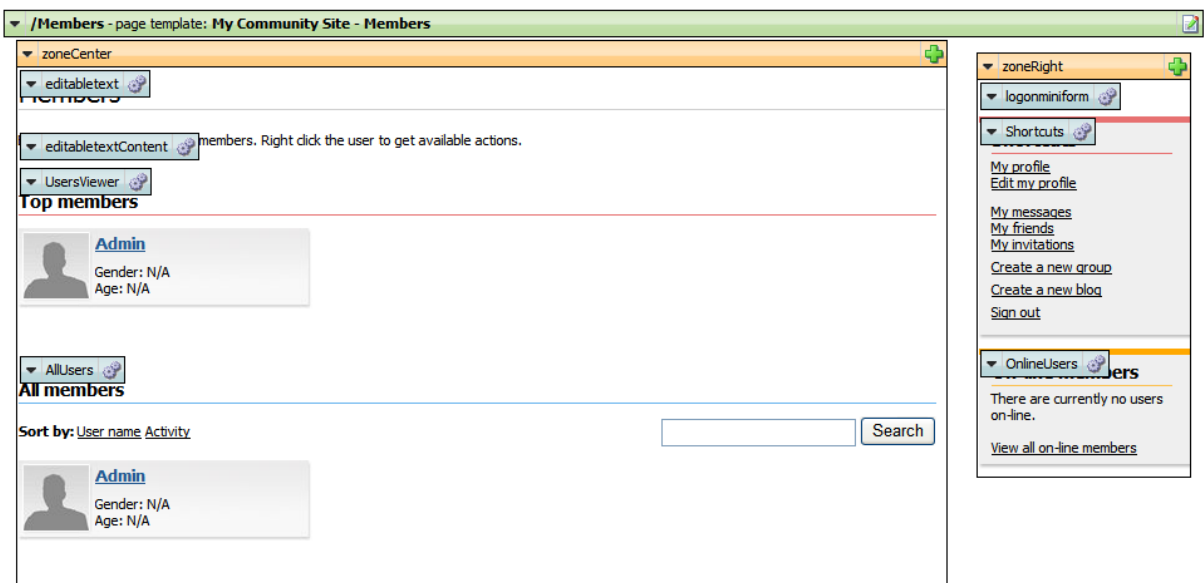 /Members - page template: My Community Site - Members
zoneCenter
editabletext
Members
editabletextContent
members. Right click the user to get available actions.
UsersViewer
Top members
Admin
Gender: N/A
Age: N/A
AllUsers
All members
Sort by: User name Activity
Search
Admin
Gender: N/A
Age: N/A
zoneRight
logonminiform
Shortcuts
My profile
Edit my profile
My messages
My friends
My invitations
Create a new group
Create a new blog
Sign out
OnlineUsers
On-line members
There are currently no users
on-line.
View all on-line members